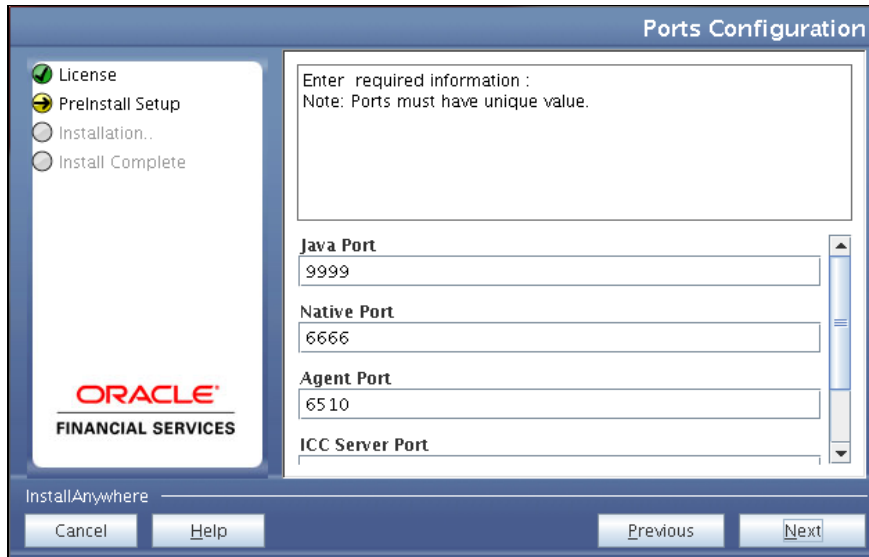 Ports Configuration
License
PreInstall Setup
Installation..
Install Complete
ORACLE
FINANCIAL SERVICES
Enter required information :
Note: Ports must have unique value.
Java Port
9999
Native Port
6666
Agent Port
6510
ICC Server Port
InstallAnywhere
Cancel
Help
Previous
Next